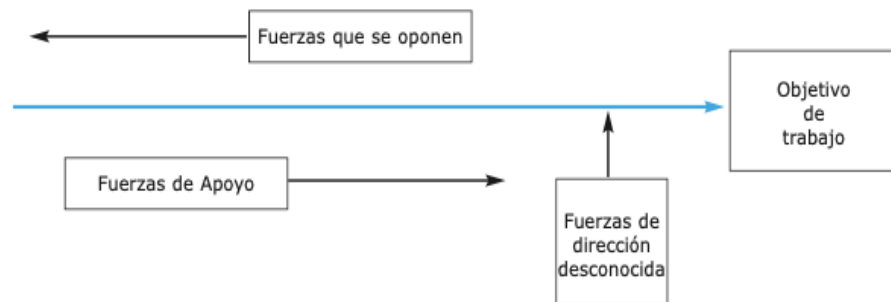 Fuerzas que se oponen
Objetivo
de
trabajo
Fuerzas de Apoyo
Fuerzas de
dirección
desconocida